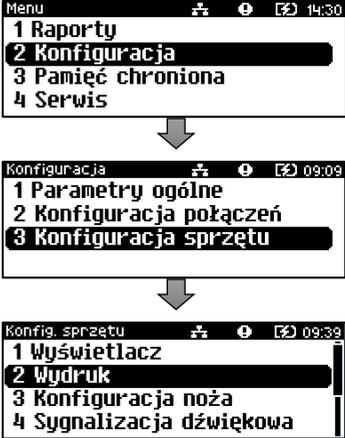 Menu 14:30
1 Raporty
2 Konfiguracja
3 Pamięć chroniona
4 Serwis
Konfiguracja 09:09
1 Parametry ogólne
2 Konfiguracja połączeń
3 Konfiguracja sprzętu
Konfig. sprzętu 09:39
1 Wyświetlacz
2 Wydruk
3 Konfiguracja noża
4 Sygnalizacja dźwiękowa